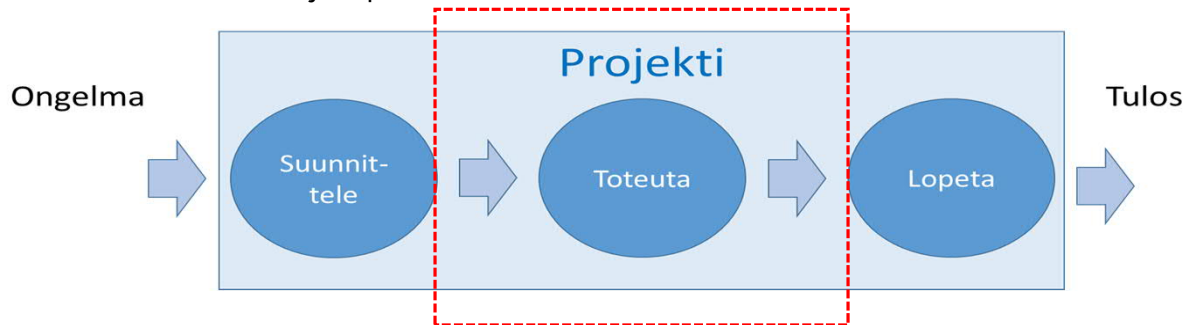 Projekti
Ongelma
Tulos
Suunnit-
tele
Toteuta
Lopeta